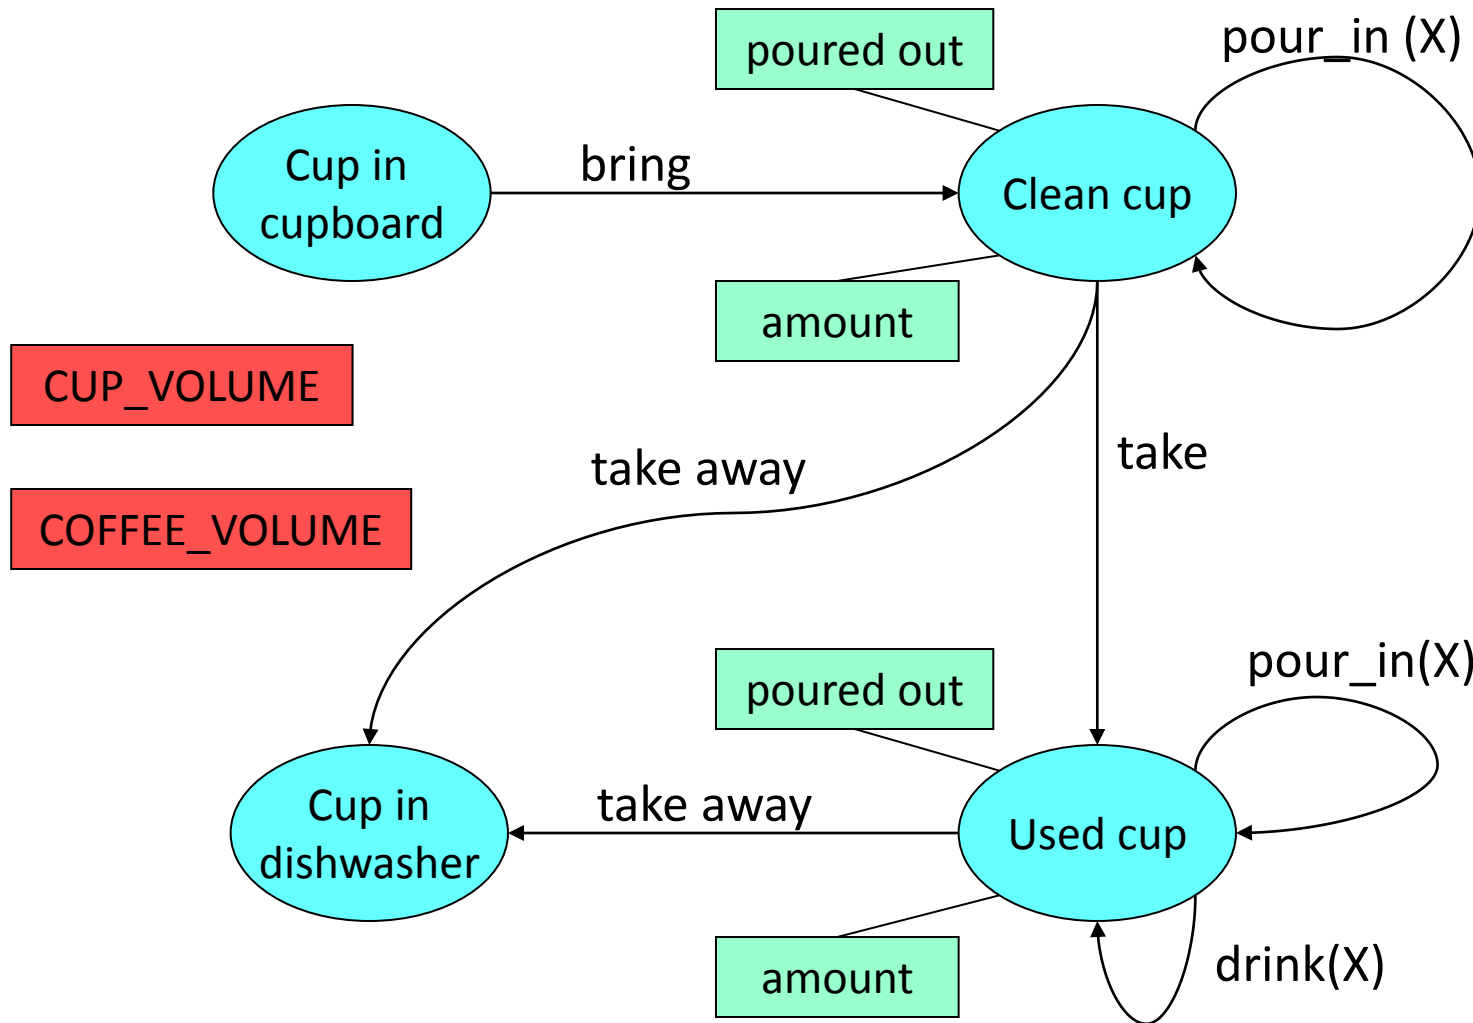 poured out
pour_in (X)
Cup in
cupboard
bring
Clean cup
amount
CUP_VOLUME
take away
take
COFFEE_VOLUME
poured out
pour_in(X)
Cup in
dishwasher
take away
Used cup
amount
drink(X)